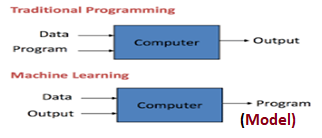 Traditional Programming
Data
Program
Computer
Output
Machine Learning
Data
Output
Computer
Program
(Model)